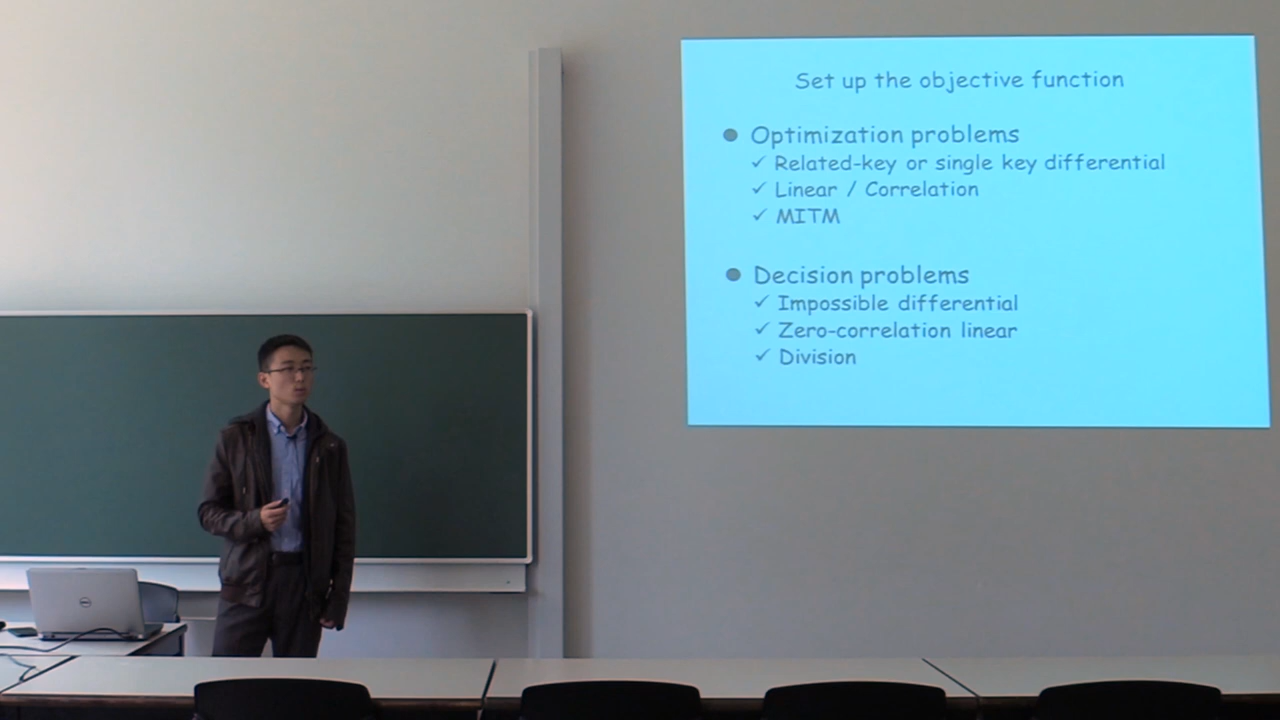 Set up the objective function
Optimization problems
✓ Related-key or single key differential
✓ Linear / Correlation
✓ MITM
Decision problems
✓ Impossible differential
✓ Zero-correlation linear
✓ Division
DELL